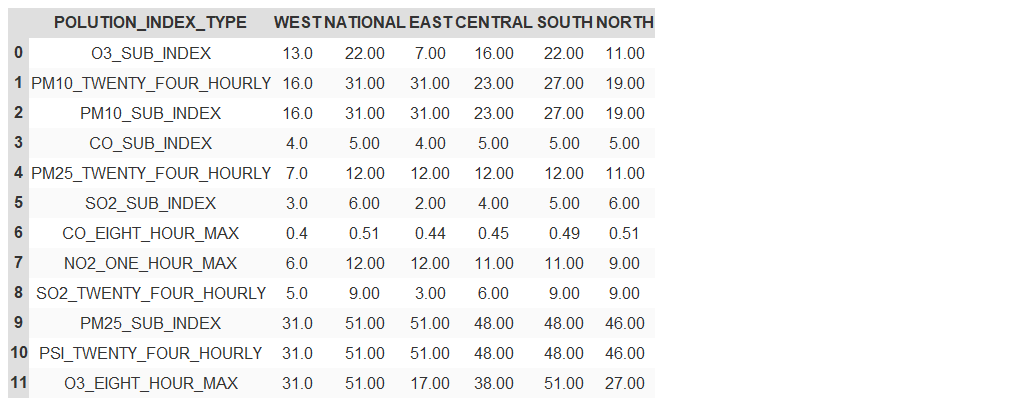 POLUTION_INDEX_TYPE WEST NATIONAL EAST CENTRAL SOUTH NORTH
0 O3_SUB_INDEX 13.0 22.00 7.00 16.00 22.00 11.00
1 PM10_TWENTY_FOUR_HOURLY 16.0 31.00 31.00 23.00 27.00 19.00
2 PM10_SUB_INDEX 16.0 31.00 31.00 23.00 27.00 19.00
3 CO_SUB_INDEX 4.0 5.00 4.00 5.00 5.00 5.00
4 PM25_TWENTY_FOUR_HOURLY 7.0 12.00 12.00 12.00 12.00 11.00
5 SO2_SUB_INDEX 3.0 6.00 2.00 4.00 5.00 6.00
6 CO_EIGHT_HOUR_MAX 0.4 0.51 0.44 0.45 0.49 0.51
7 NO2_ONE_HOUR_MAX 6.0 12.00 12.00 11.00 11.00 9.00
8 SO2_TWENTY_FOUR_HOURLY 5.0 9.00 3.00 6.00 9.00 9.00
9 PM25_SUB_INDEX 31.0 51.00 51.00 48.00 48.00 46.00
10 PSI_TWENTY_FOUR_HOURLY 31.0 51.00 51.00 48.00 48.00 46.00
11 O3_EIGHT_HOUR_MAX 31.0 51.00 17.00 38.00 51.00 27.00